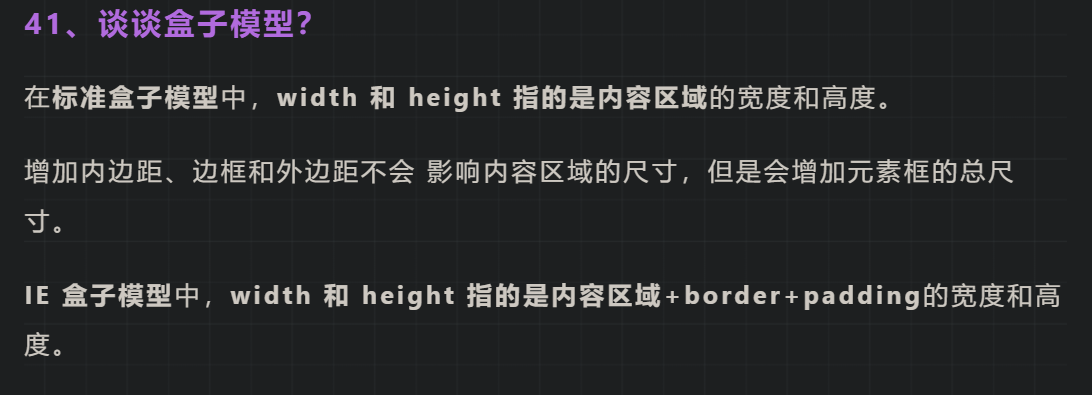 41、谈谈盒子模型？
在标准盒子模型中，width 和 height 指的是内容区域的宽度和高度。
增加内边距、边框和外边距不会 影响内容区域的尺寸，但是会增加元素框的总尺
寸。
IE 盒子模型中，width 和 height 指的是内容区域+border+padding的宽度和高
度。